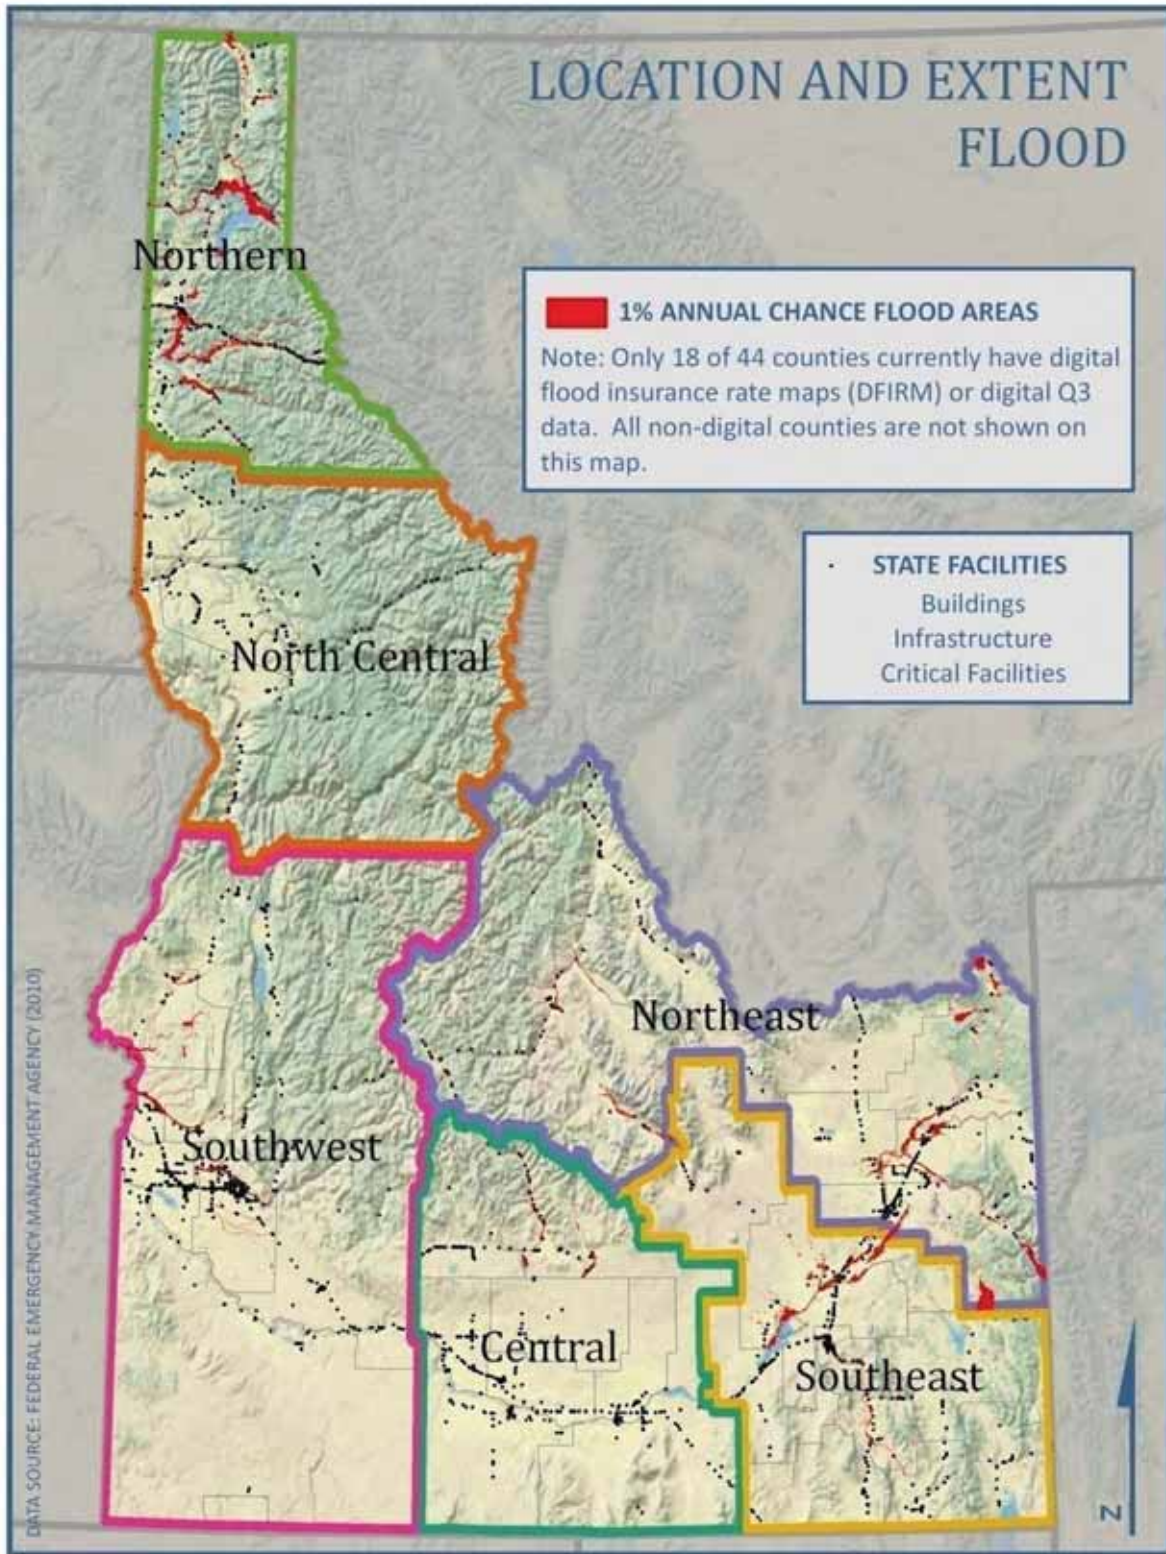 LOCATION AND EXTENT
FLOOD
Northern
1% ANNUAL CHANCE FLOOD AREAS
Note: Only 18 of 44 counties currently have digital
flood insurance rate maps (DFIRM) or digital Q3
data. All non-digital counties are not shown on
this map.
STATE FACILITIES
Buildings
Infrastructure
Critical Facilities
North Central
Northeast
Southwest
Central
Southeast
DATA SOURCE: FEDERAL EMERGENCY MANAGEMENT AGENCY (2010)
N